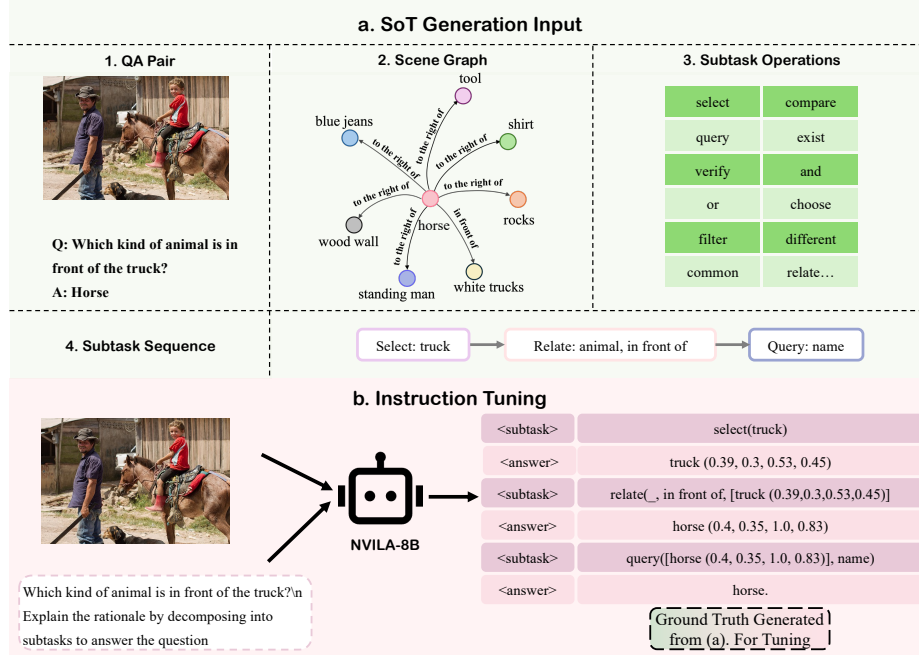 a. SoT Generation Input
1. QA Pair
Q: Which kind of animal is in
front of the truck?
A: Horse
2. Scene Graph
tool
blue jeans
shirt
to the right of
to the right of
to the right of
to the right of
to the right of
to the right of
in front of
horse
rocks
wood wall
standing man
white trucks
3. Subtask Operations
select compare
query exist
verify and
or choose
filter different
common relate...
4. Subtask Sequence
Select: truck
Relate: animal, in front of
Query: name
b. Instruction Tuning
NVILA-8B
Which kind of animal is in front of the truck?\n
Explain the rationale by decomposing into
subtasks to answer the question
<subtask> select(truck)
<answer> truck (0.39, 0.3, 0.53, 0.45)
<subtask> relate(_, in front of, [truck (0.39,0.3,0.53,0.45)]
<answer> horse (0.4, 0.35, 1.0, 0.83)
<subtask> query([horse (0.4, 0.35, 1.0, 0.83)], name)
<answer> horse.
Ground Truth Generated
from (a). For Tuning